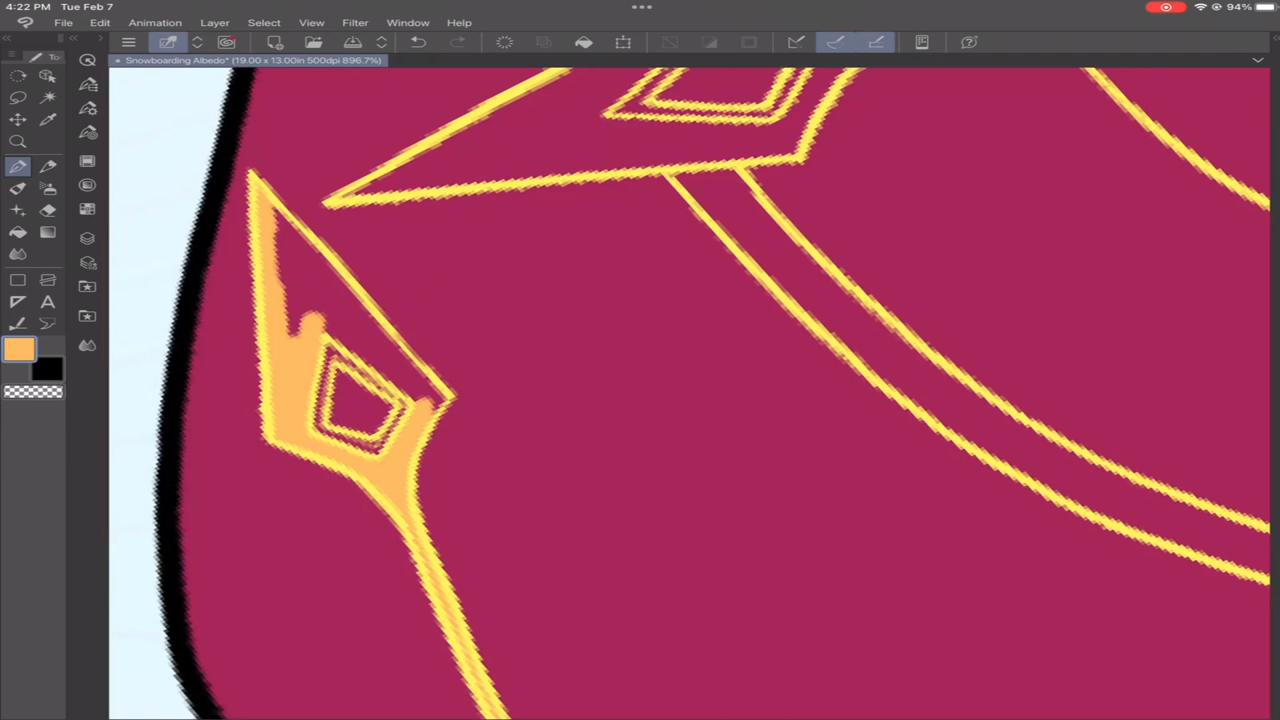 4:22 PM Tue Feb 7
94%
File Edit Animation Layer Select View Filter Window Help
To
Snowboarding Albedo* (19.00 x 13.00in 500dpi 896.7%)